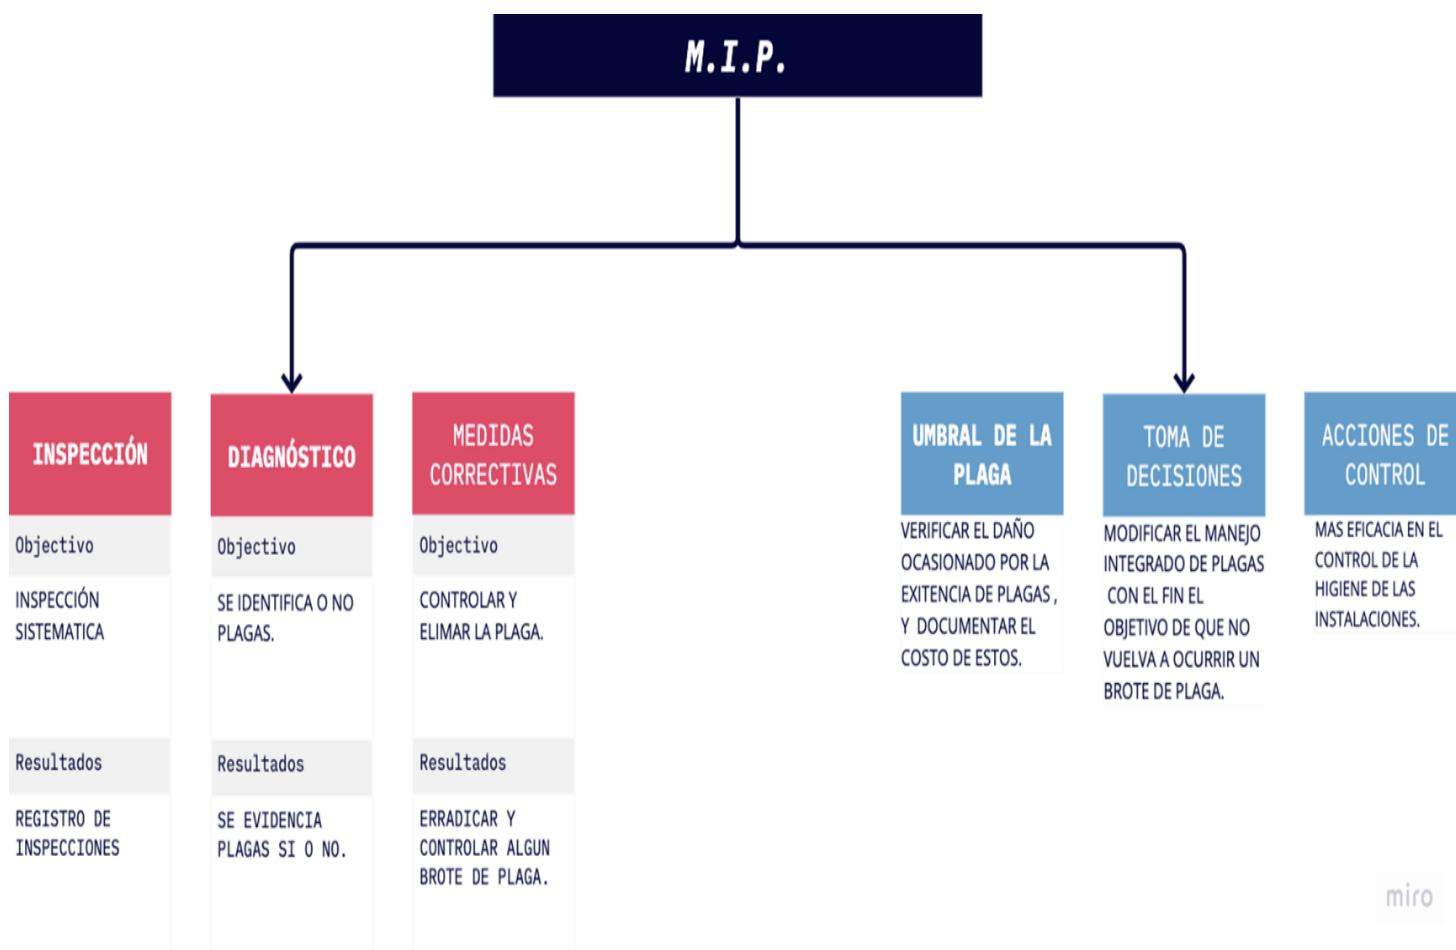 M.I.P.
INSPECCIÓN
Objectivo
INSPECCIÓN
SISTEMATICA
Resultados
REGISTRO DE
INSPECCIONES
DIAGNÓSTICO
Objectivo
SE IDENTIFICA O NO
PLAGAS.
Resultados
SE EVIDENCIA
PLAGAS SI O NO.
MEDIDAS
CORRECTIVAS
Objectivo
CONTROLAR Y
ELIMAR LA PLAGA.
Resultados
ERRADICAR Y
CONTROLAR ALGUN
BROTE DE PLAGA.
UMBRAL DE LA
PLAGA
VERIFICAR EL DAÑO
OCASIONADO POR LA
EXITENCIA DE PLAGAS ,
Y DOCUMENTAR EL
COSTO DE ESTOS.
TOMA DE
DECISIONES
MODIFICAR EL MANEJO
INTEGRADO DE PLAGAS
CON EL FIN EL
OBJETIVO DE QUE NO
VUELVA A OCURRIR UN
BROTE DE PLAGA.
ACCIONES DE
CONTROL
MAS EFICACIA EN EL
CONTROL DE LA
HIGIENE DE LAS
INSTALACIONES.
miro